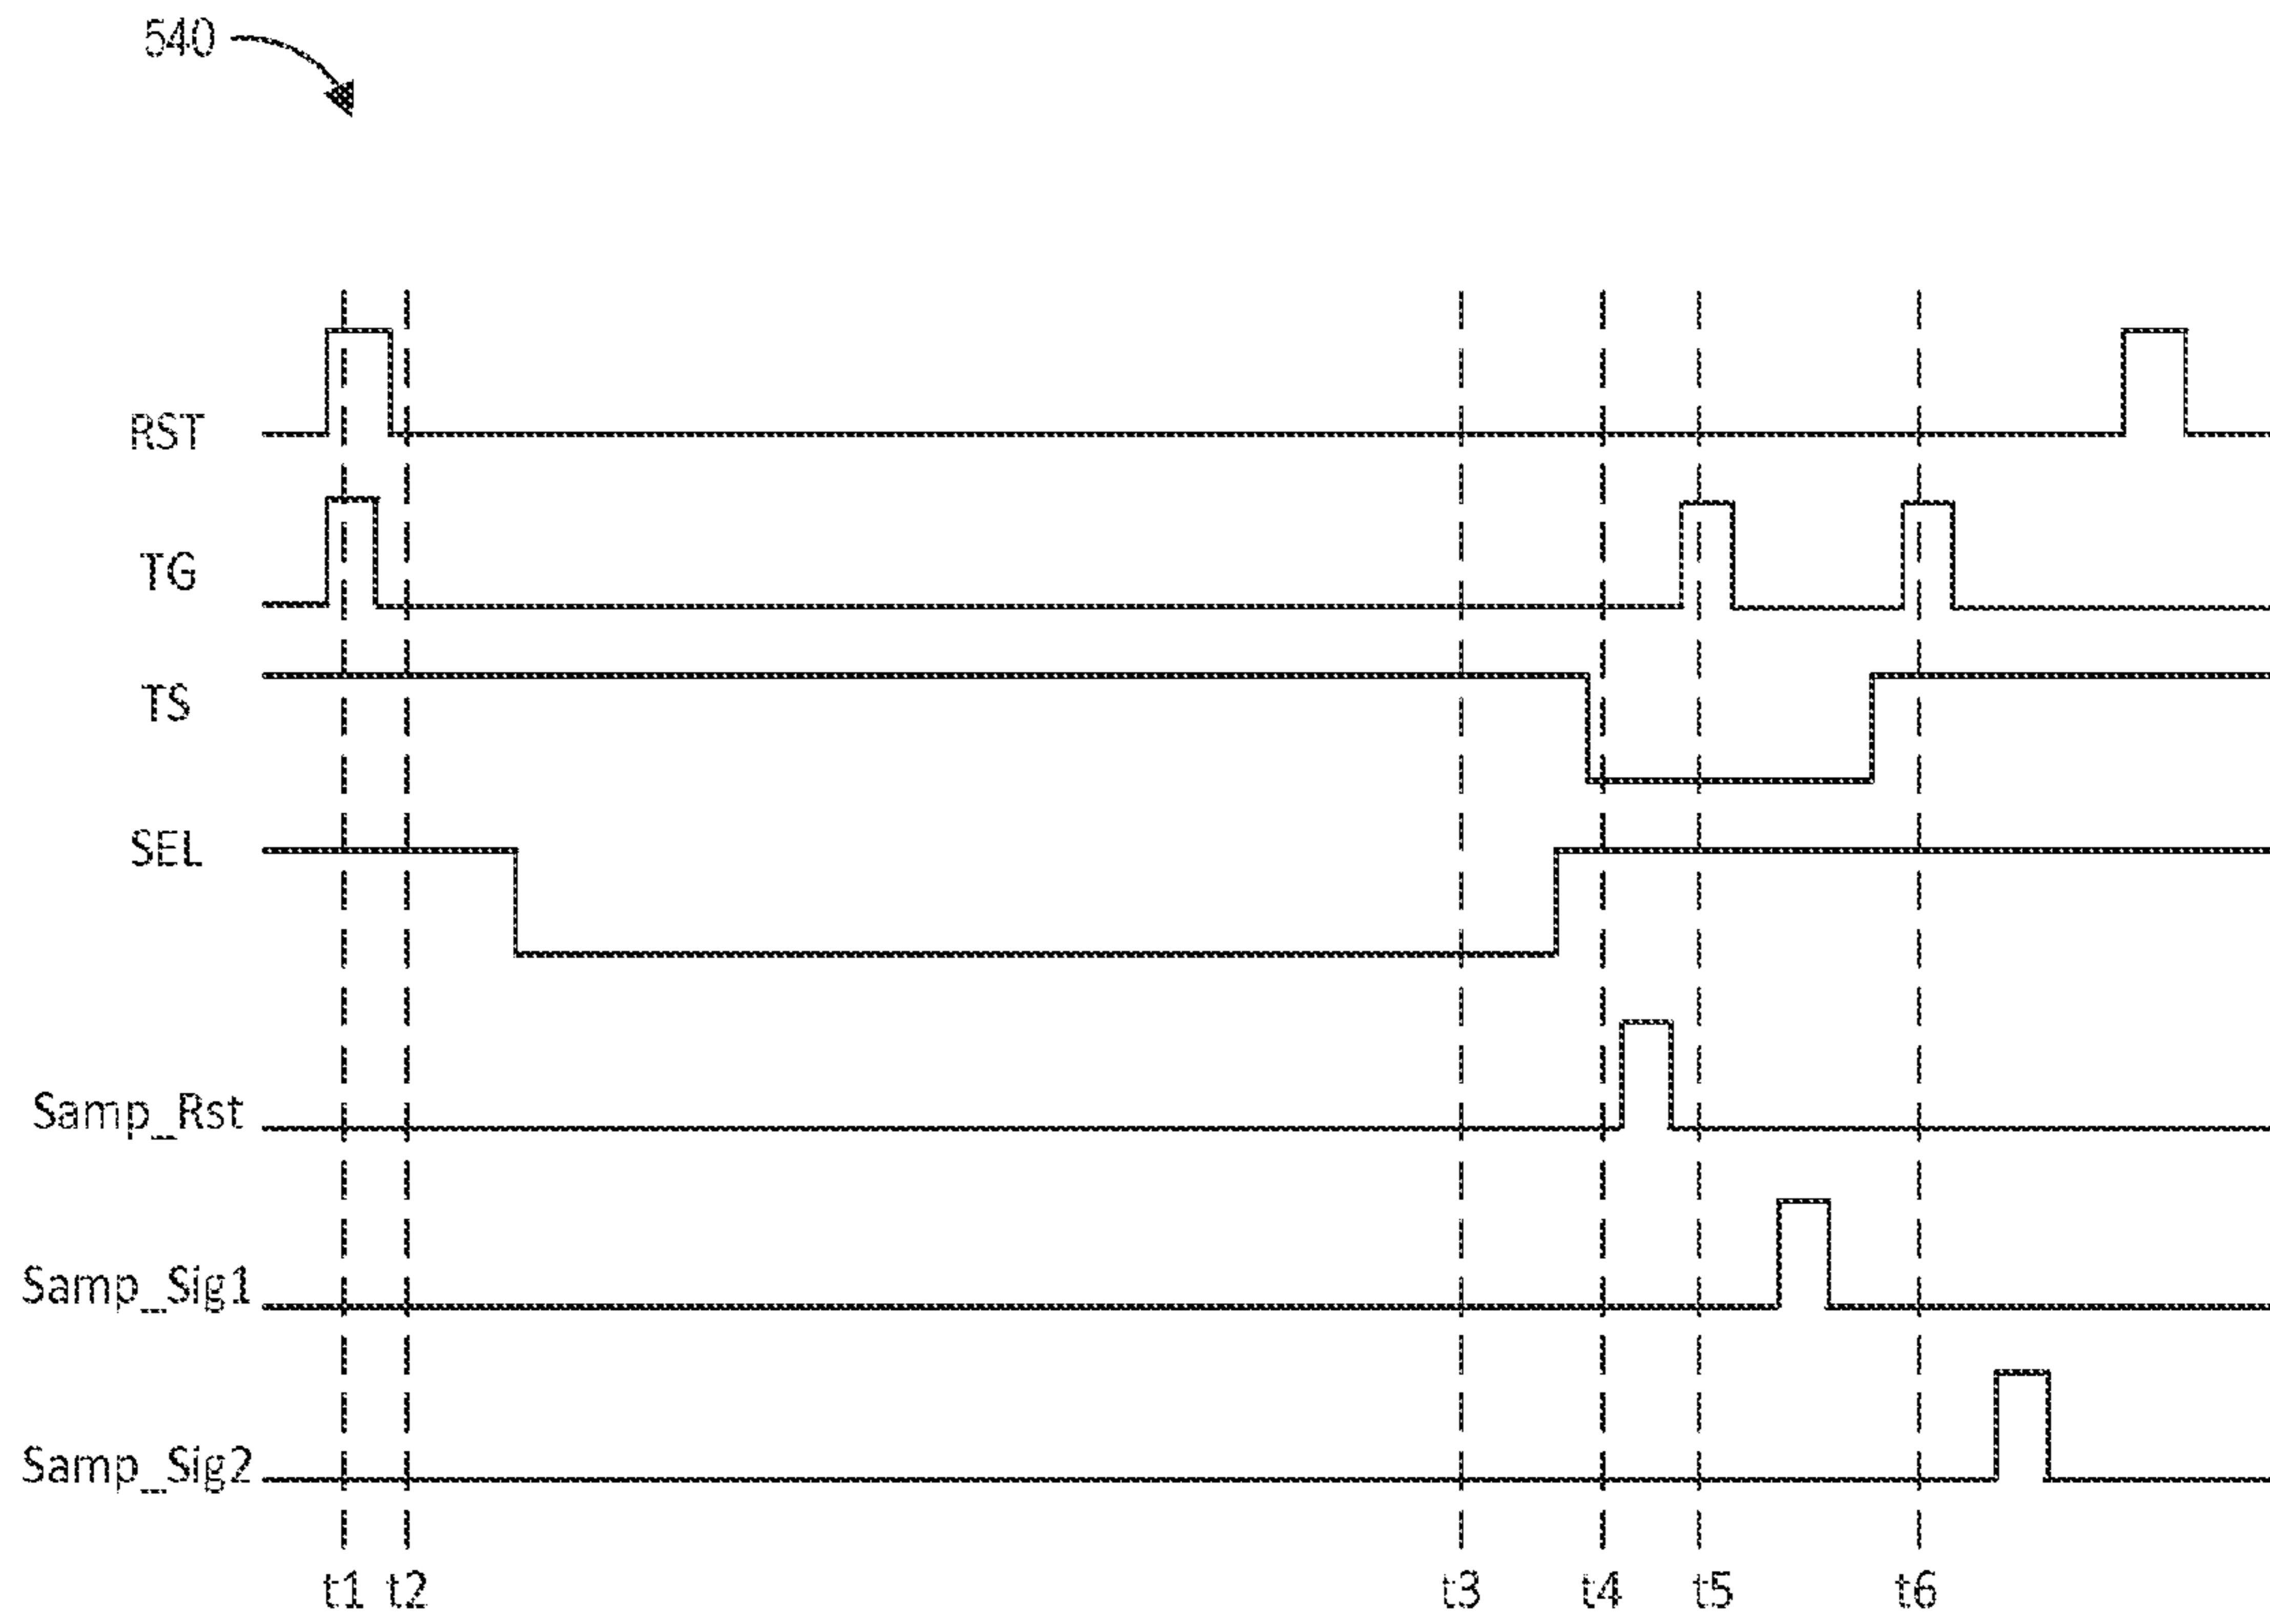 540
RST
TG
TS
SEL
Samp_Rst
Samp_Sig1
Samp_Sig2
t1 t2 t3 t4 t5 t6